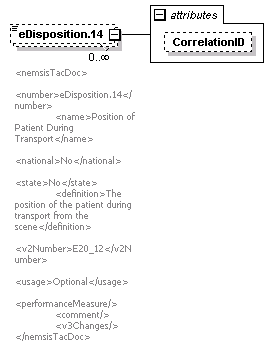 attributes
eDisposition.14
CorrelationID
0..∞
<nemsisTacDoc>
<number>eDisposition.14</
number>
<name>Position of
Patient During
Transport</name>
<national>No</national>
<state>No</state>
<definition>The
position of the patient during
transport from the
scene</definition>
<v2Number>E20_12</v2N
umber>
<usage>Optional</usage>
<performanceMeasure/>
<comment/>
<v3Changes/>
</nemsisTacDoc>